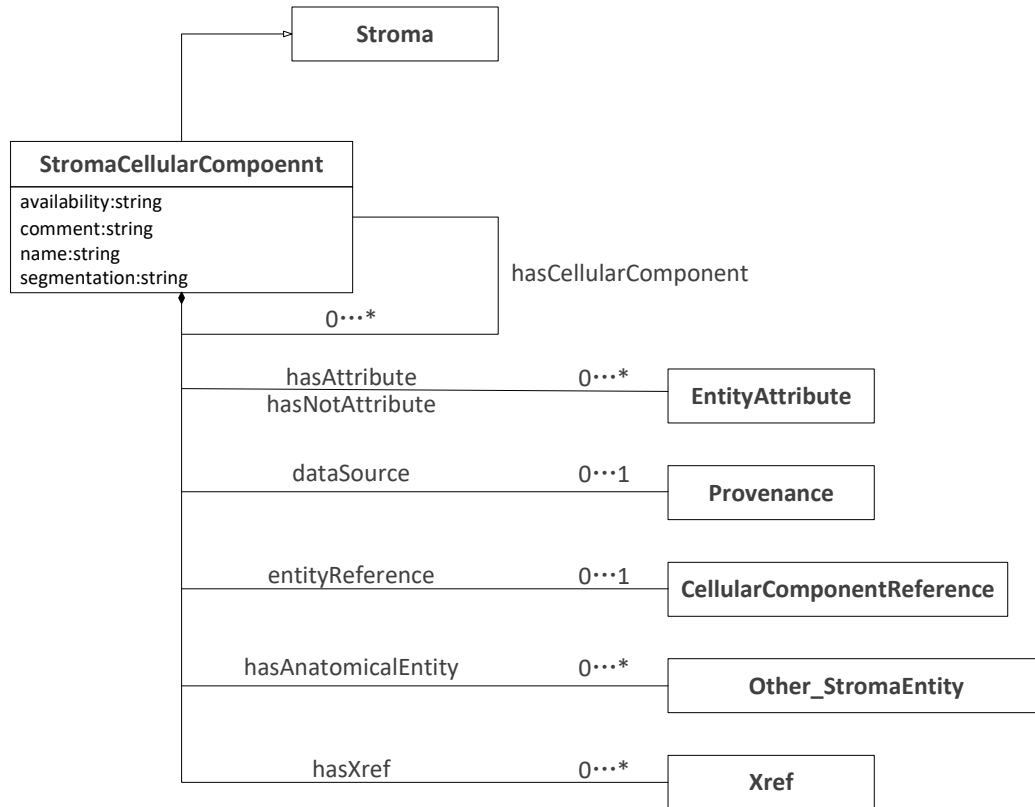 Stroma
StromaCellularCompoennt
availability:string
comment:string
name:string
segmentation:string
hasCellularComponent
0···*
hasAttribute 0···*
hasNotAttribute
EntityAttribute
dataSource 0···1
Provenance
entityReference 0···1
CellularComponentReference
hasAnatomicalEntity 0···*
Other_StromaEntity
hasXref 0···*
Xref